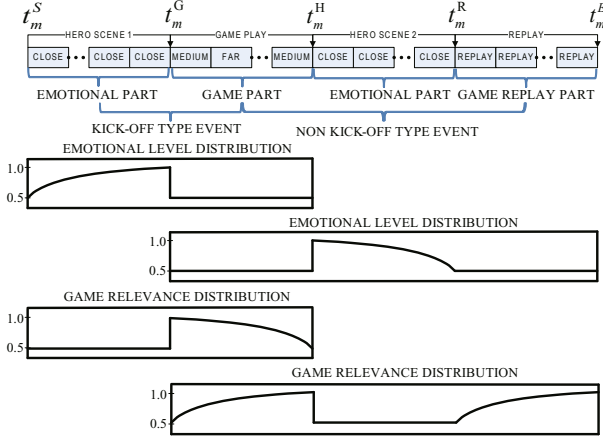 t_m^S t_m^G t_m^H t_m^R t_m^E
HERO SCENE 1 GAME PLAY HERO SCENE 2 REPLAY
CLOSE ••• CLOSE CLOSE MEDIUM FAR ••• MEDIUM CLOSE CLOSE ••• CLOSE REPLAY REPLAY ••• REPLAY
EMOTIONAL PART GAME PART EMOTIONAL PART GAME REPLAY PART
KICK-OFF TYPE EVENT NON KICK-OFF TYPE EVENT
EMOTIONAL LEVEL DISTRIBUTION
1.0
0.5
EMOTIONAL LEVEL DISTRIBUTION
1.0
0.5
GAME RELEVANCE DISTRIBUTION
1.0
0.5
GAME RELEVANCE DISTRIBUTION
1.0
0.5